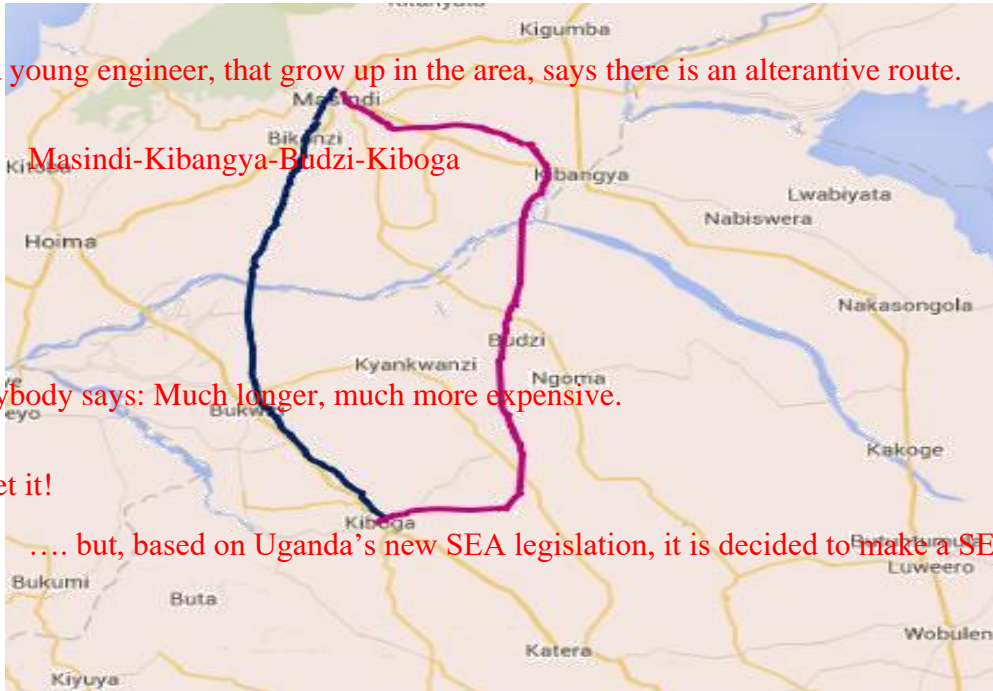 Kigumba
young engineer, that grow up in the area, says there is an alterantive route.
Masindi
Bikonzi
Masindi-Kibangya-Budzi-Kiboga
Kitoba
Kibangya
Lwabiyata
Nabiswera
Hoima
Nakasongola
Budzi
Kyankwanzi
Ngoma
ybody says: Much longer, much more expensive.
eyo
Kakoge
et it!
Kiboga
…. but, based on Uganda’s new SEA legislation, it is decided to make a SE
Luweero
Bukumi
Buta
Wobulen
Katera
Kiyuya